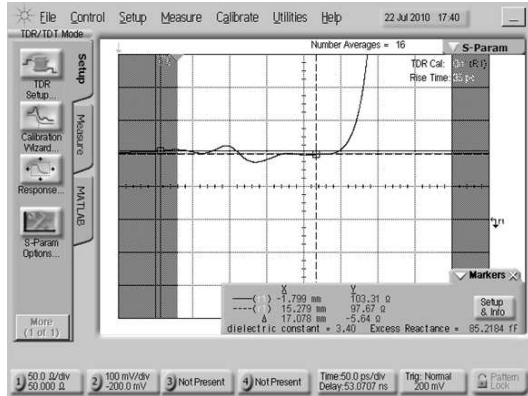 File Control Setup Measure Calibrate Utilities Help 22 Jul 2010 17:40
TDR/TDT Mode
Number Averages = 16
S-Param
TDR Cal:
Rise Time: 35 ps
Setup
TDR
Setup...
Calibration
Wizard...
Measure
Response...
MATLAB
S-Param
Options...
More
(1 of 1)
Markers
X Y
-1.799 mm 103.31 Ω
15.279 mm 97.67 Ω
Δ 17.078 mm -5.64 Ω
dielectric constant = 3.40 Excess Reactance = 85.2184 fF
Setup
& Info
1 50.0 Ω/div
50.000 Ω
2 100 mV/div
-200.0 mV
3 Not Present
4 Not Present
Time:50.0 ps/div
Delay:53.0707 ns
Trig: Normal
200 mV
Pattern
Lock